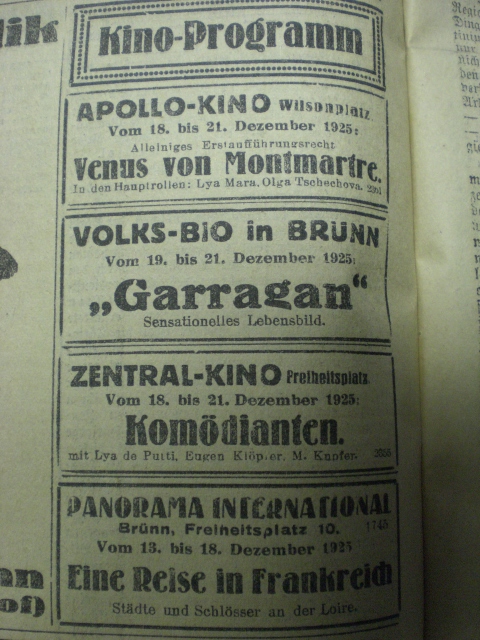 Kino-Programm
APOLLO-KINO Wilsonplatz
Vom 18. bis 21. Dezember 1925:
Alleiniges Erstaufführungsrecht
Venus von Montmartre.
In den Hauptrollen: Lya Mara, Olga Tschechova.
VOLKS-BIO in BRÜNN
Vom 19. bis 21. Dezember 1925:
„Garragan“
Sensationelles Lebensbild.
ZENTRAL-KINO Freiheitsplatz
Vom 18. bis 21. Dezember 1925:
Komödianten.
mit Lya de Putti, Eugen Klöpfer, M. Kupfer.
PANORAMA INTERNATIONAL
Brünn, Freiheitsplatz 10. 1745
Vom 13. bis 18. Dezember 1925
Eine Reise in Frankreich
Städte und Schlösser an der Loire.